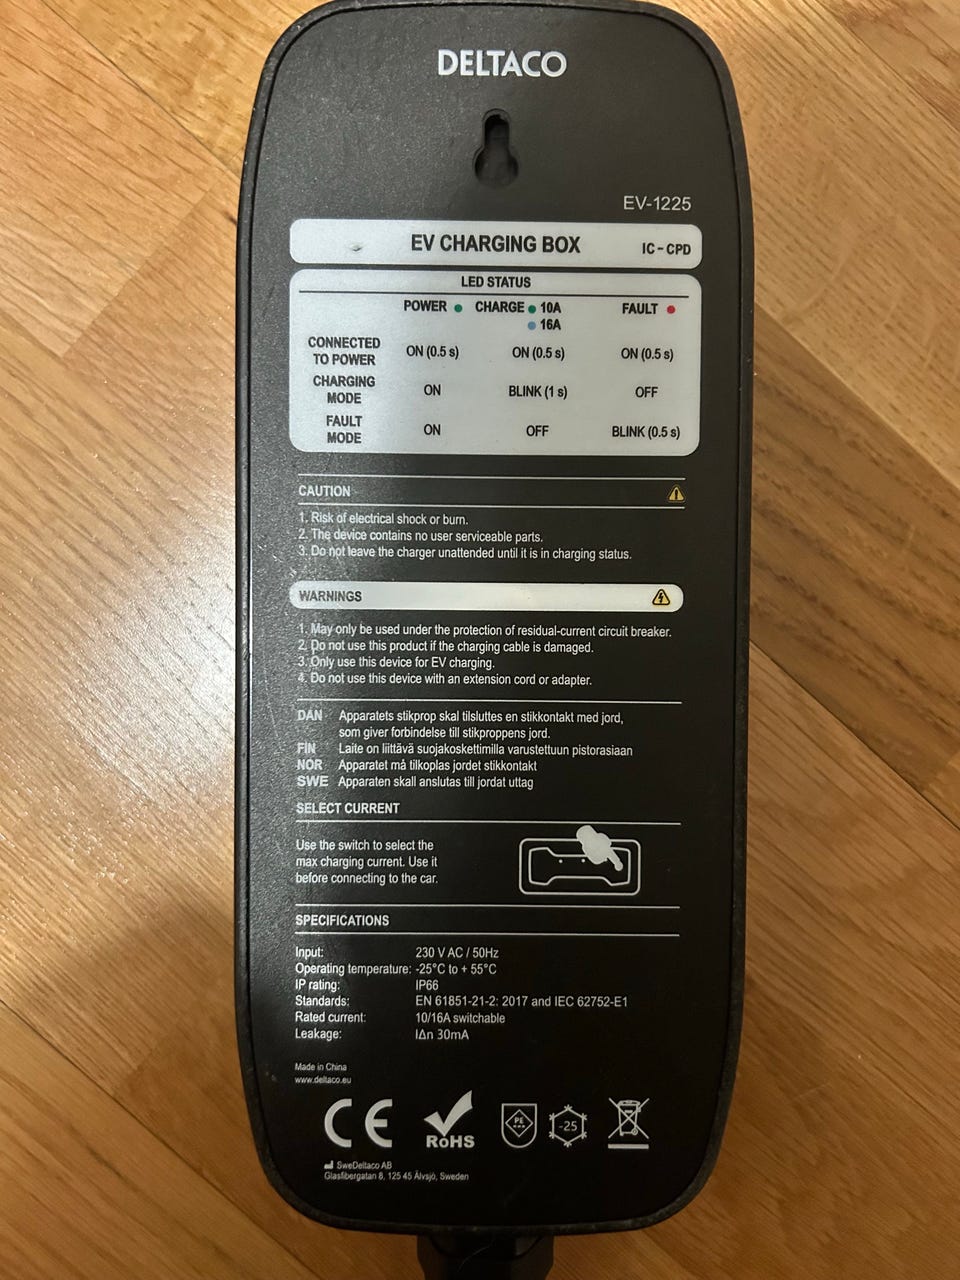 DELTACO
EV-1225
EV CHARGING BOX IC - CPD
LED STATUS
POWER CHARGE 10A FAULT
16A
CONNECTED TO POWER ON (0.5 s) ON (0.5 s) ON (0.5 s)
CHARGING MODE ON BLINK (1 s) OFF
FAULT MODE ON OFF BLINK (0.5 s)
CAUTION
1. Risk of electrical shock or burn.
2. The device contains no user serviceable parts.
3. Do not leave the charger unattended until it is in charging status.
WARNINGS
1. May only be used under the protection of residual-current circuit breaker.
2. Do not use this product if the charging cable is damaged.
3. Only use this device for EV charging.
4. Do not use this device with an extension cord or adapter.
DAN Apparatets stikprop skal tilsluttes en stikkontakt med jord,
som giver forbindelse till stikproppens jord.
FIN Laite on liittävä suojakoskettimilla varustettuun pistorasiaan
NOR Apparatet må tilkoplas jordet stikkontakt
SWE Apparaten skall anslutas till jordat uttag
SELECT CURRENT
Use the switch to select the
max charging current. Use it
before connecting to the car.
SPECIFICATIONS
Input: 230 V AC / 50Hz
Operating temperature: -25°C to + 55°C
IP rating: IP66
Standards: EN 61851-21-2: 2017 and IEC 62752-E1
Rated current: 10/16A switchable
Leakage: IΔn 30mA
Made in China
www.deltaco.eu
CE RoHS PE -25
SweDeltaco AB
Glasfibergatan 8, 125 45 Älvsjö, Sweden